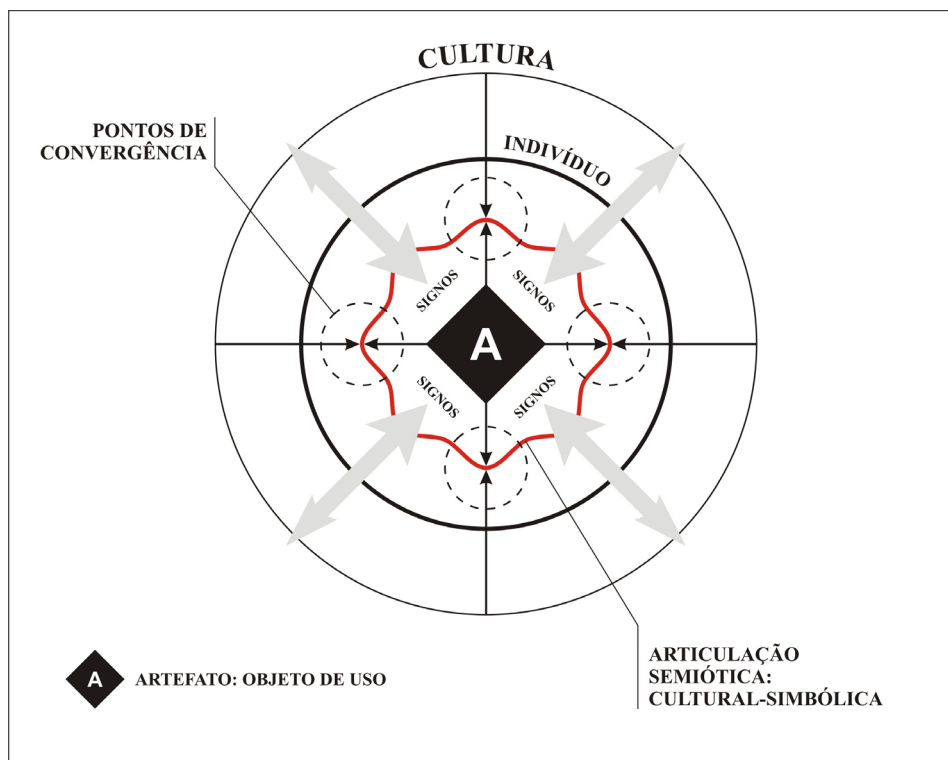 CULTURA
PONTOS DE
CONVERGÊNCIA
INDIVÍDUO
SIGNOS
SIGNOS
A
SIGNOS
SIGNOS
A
ARTEFATO: OBJETO DE USO
ARTICULAÇÃO
SEMIÓTICA:
CULTURAL-SIMBÓLICA